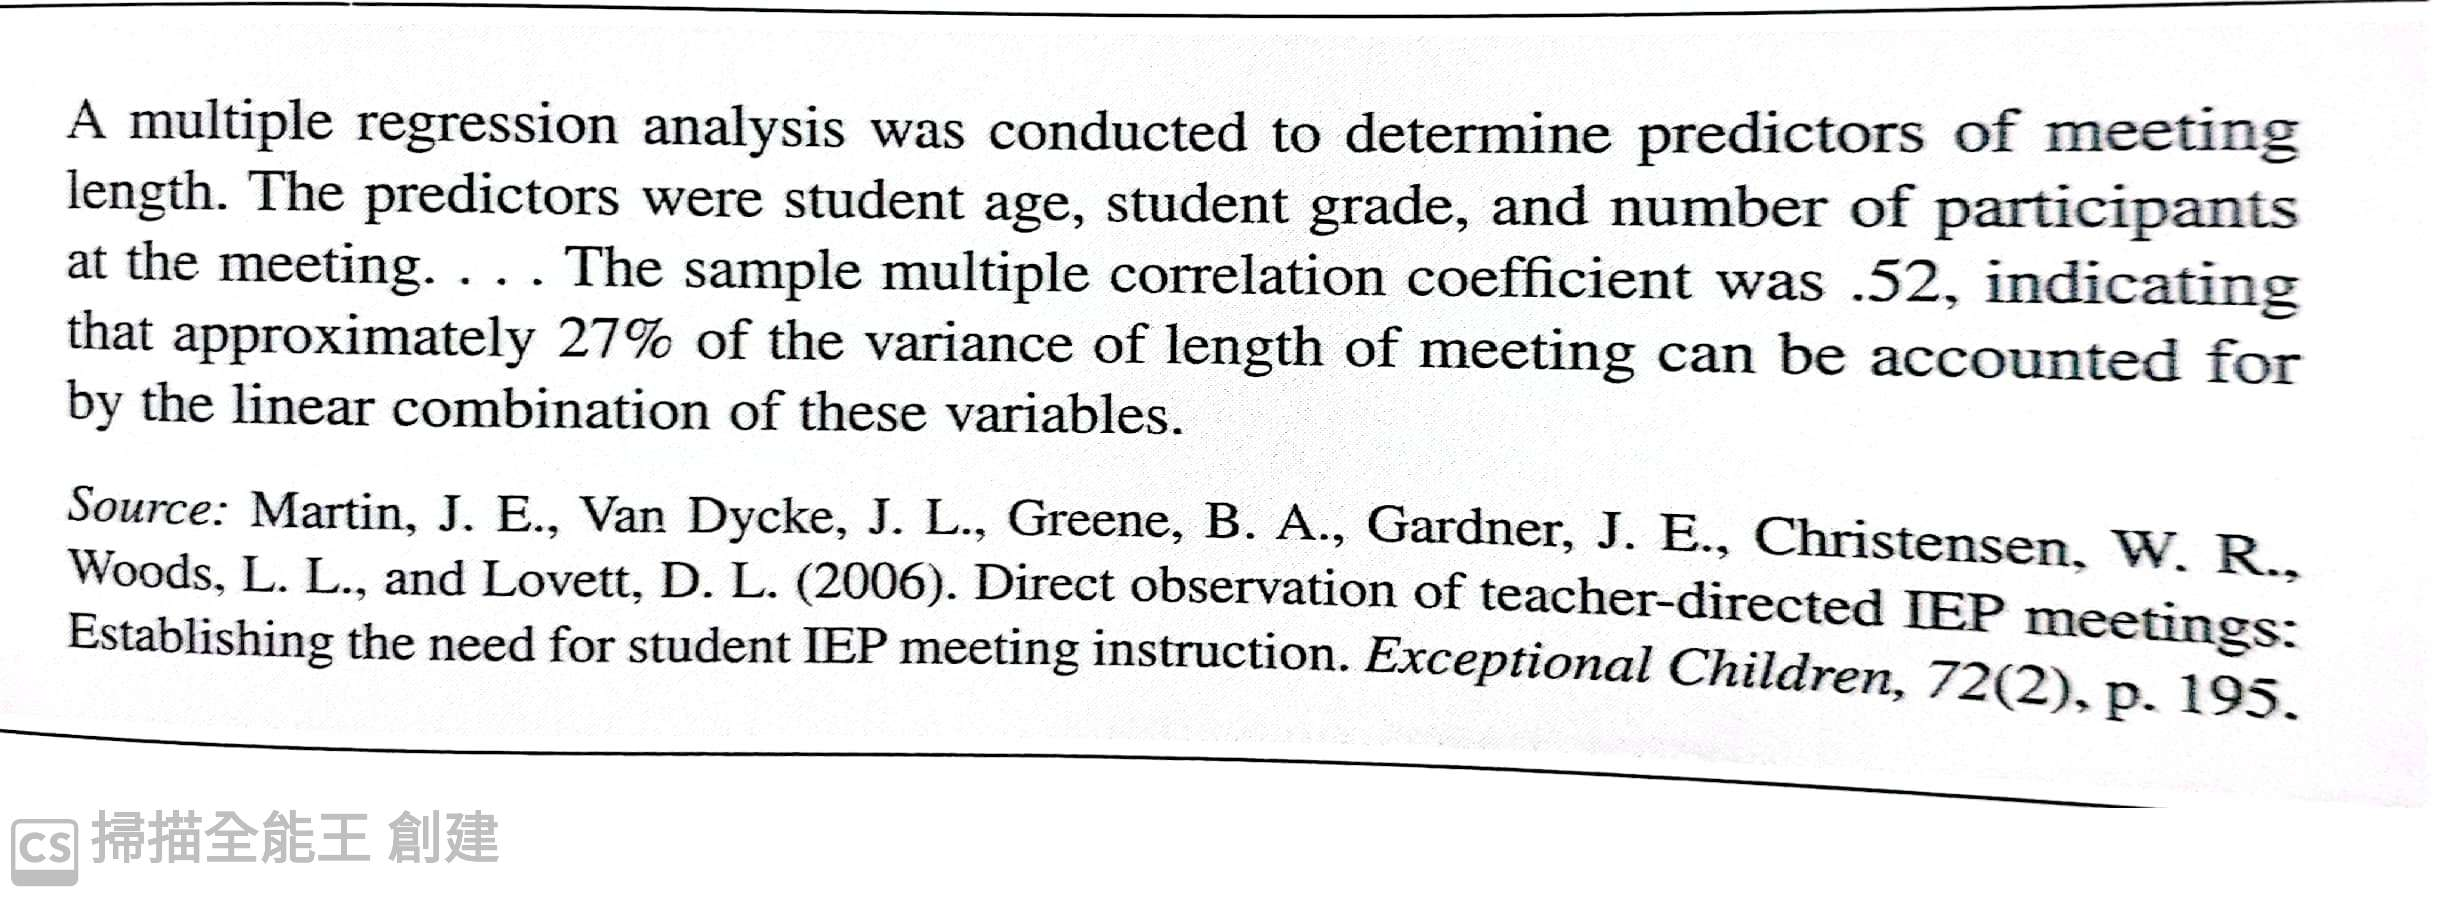 A multiple regression analysis was conducted to determine predictors of meeting
length. The predictors were student age, student grade, and number of participants
at the meeting. . . . The sample multiple correlation coefficient was .52, indicating
that approximately 27% of the variance of length of meeting can be accounted for
by the linear combination of these variables.
Source: Martin, J. E., Van Dycke, J. L., Greene, B. A., Gardner, J. E., Christensen, W. R.,
Woods, L. L., and Lovett, D. L. (2006). Direct observation of teacher-directed IEP meetings:
Establishing the need for student IEP meeting instruction. Exceptional Children, 72(2), p. 195.
CS 掃描全能王 創建